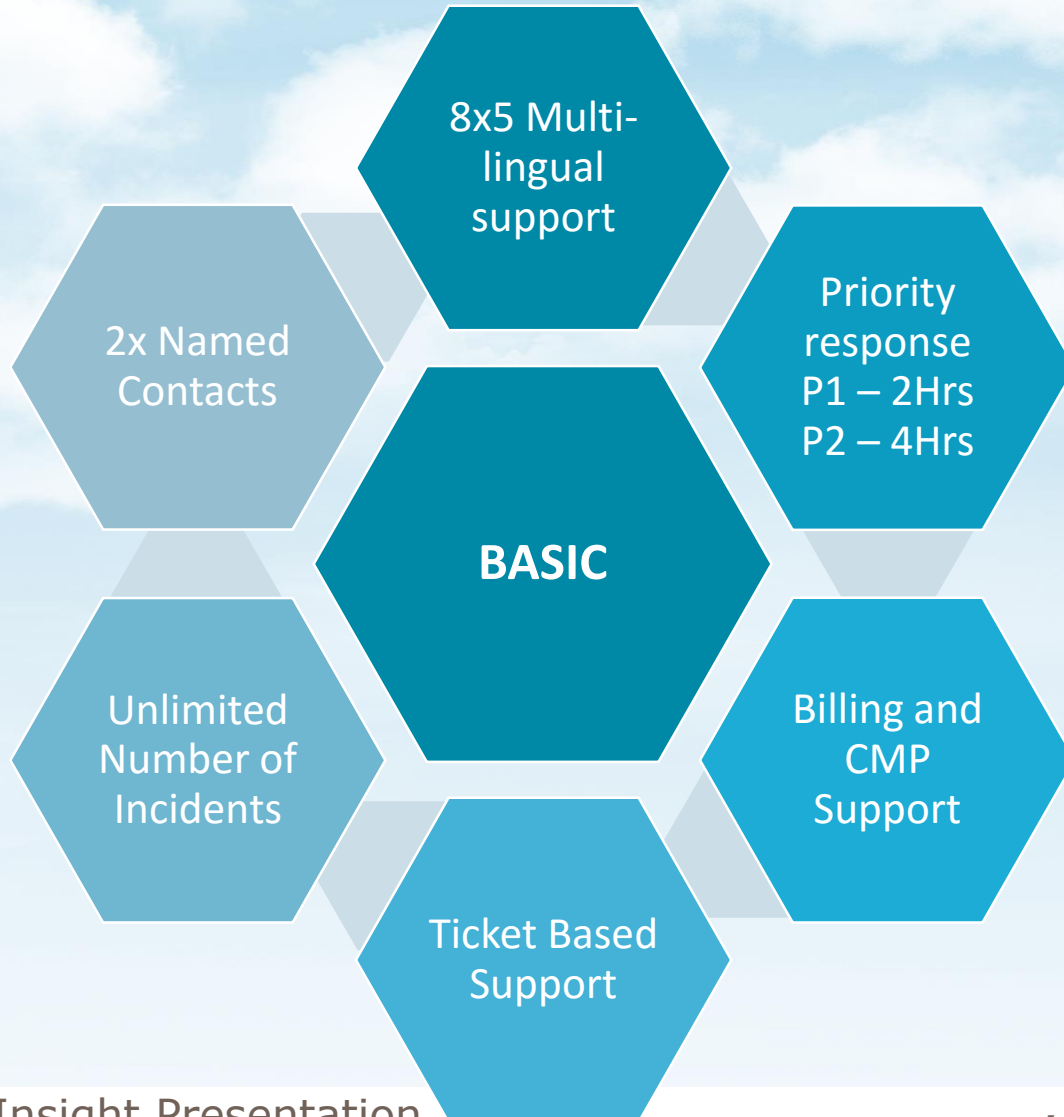 8x5 Multi-
lingual
support
Priority
response
P1 – 2Hrs
P2 – 4Hrs
2x Named
Contacts
BASIC
Billing and
CMP
Support
Unlimited
Number of
Incidents
Ticket Based
Support
Insight Presentation